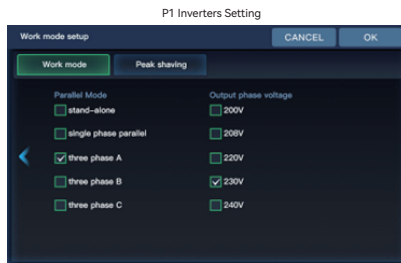 P1 Inverters Setting
Work mode setup CANCEL OK
Work mode Peak shaving
Parallel Mode Output phase voltage
stand-alone 200V
single phase parallel 208V
three phase A 220V
three phase B 230V
three phase C 240V